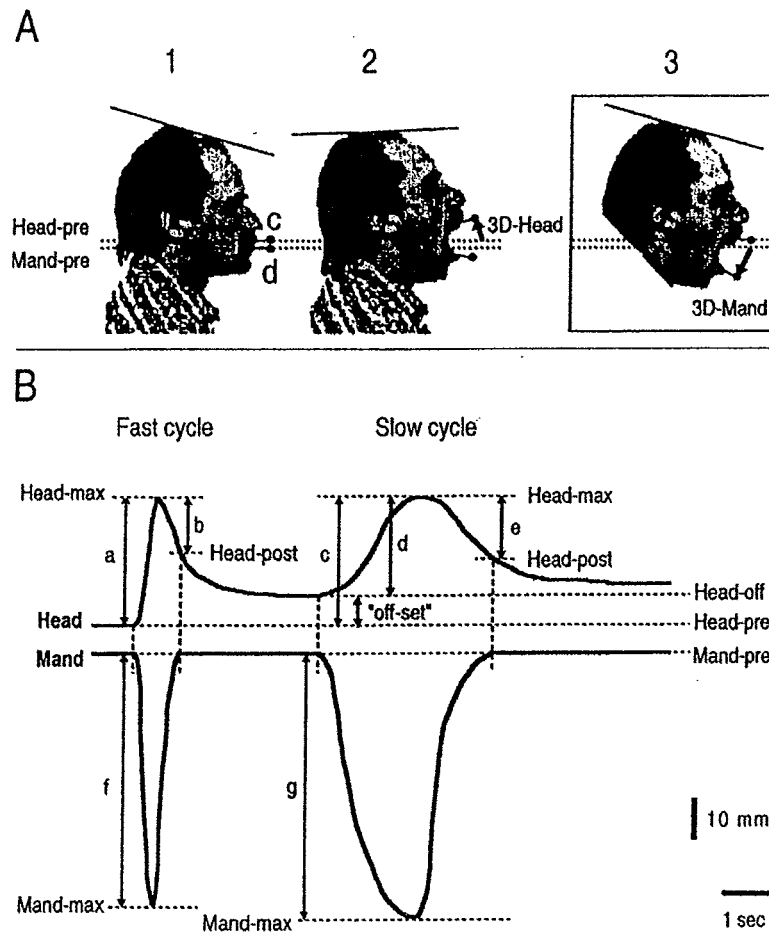 A
1 2 3
Head-pre
Mand-pre
c
d
3D-Head
3D-Mand
B
Fast cycle Slow cycle
Head-max
Head-max
a b c d e
Head-post
Head-post
Head-off
"off-set"
Head
Head-pre
Mand
Mand-pre
f g
10 mm
Mand-max
Mand-max
1 sec